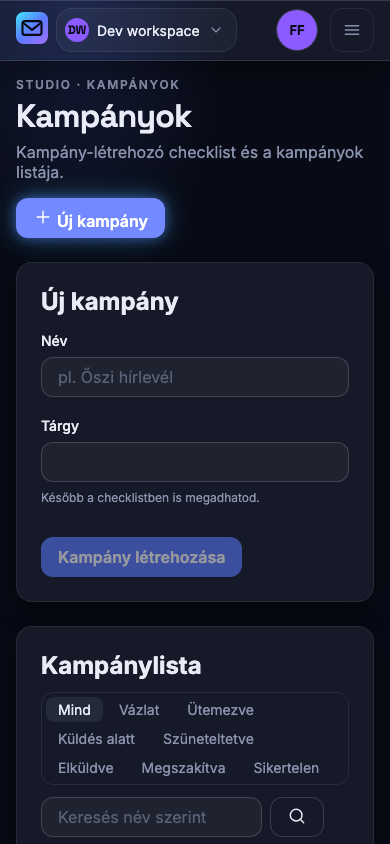 DW Dev workspace FF
STUDIO · KAMPÁNYOK
Kampányok
Kampány-létrehozó checklist és a kampányok
listája.
Új kampány
Új kampány
Név
pl. Őszi hírlevél
Tárgy
Később a checklistben is megadhatod.
Kampány létrehozása
Kampánylista
Mind Vázlat Ütemezve
Küldés alatt Szüneteltetve
Elküldve Megszakítva Sikertelen
Keresés név szerint